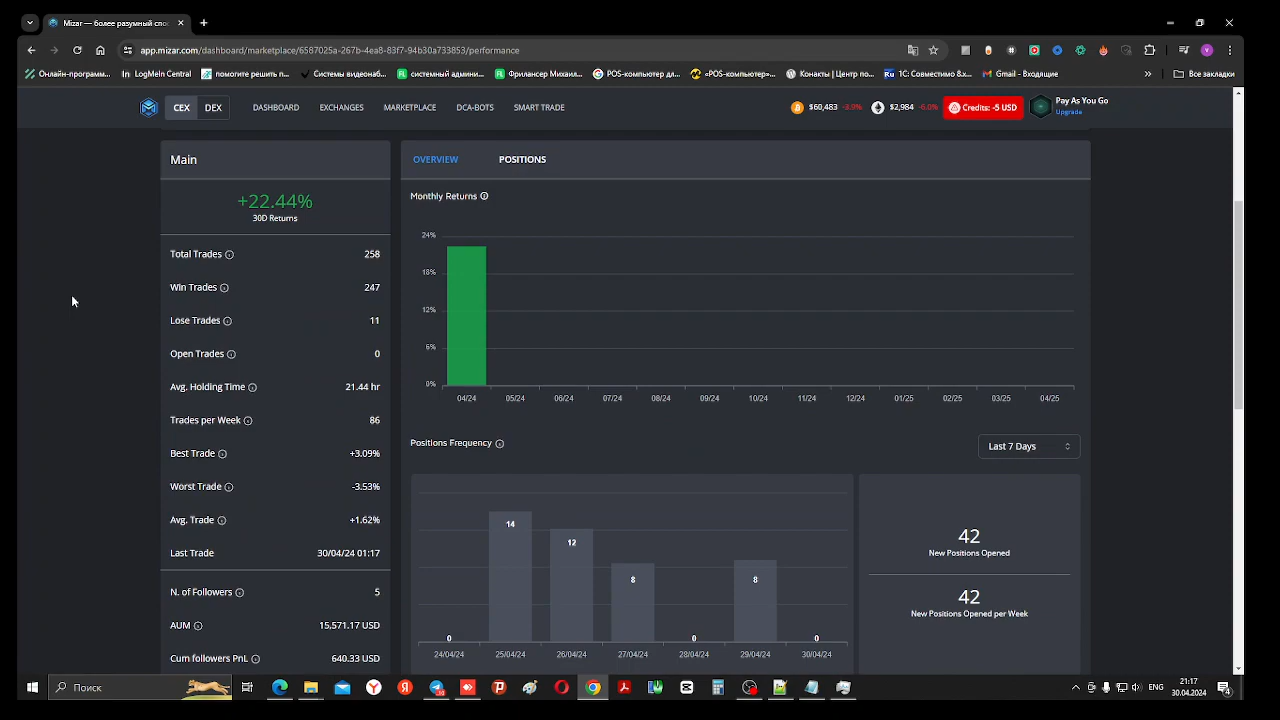 Mizar — более разумный спос
app.mizar.com/dashboard/marketplace/6587025a-267b-4ea8-83f7-94b30a733853/performance
Онлайн-программ...
LogMeIn Central
помогите решить п...
Системы видеонаб...
системный админи...
Фрилансер Михаил...
POS-компьютер дл...
«POS-компьютер»...
Конакты | Центр по...
1С: Совместимо 8.х...
Gmail - Входящие
»
Все закладки
CEX DEX DASHBOARD EXCHANGES MARKETPLACE DCA-BOTS SMART TRADE
$60,483 -3.9% $2,984 -6.0% Credits: -5 USD Pay As You Go
Upgrade
Main
+22.44%
30D Returns
Total Trades 258
Win Trades 247
Lose Trades 11
Open Trades 0
Avg. Holding Time 21.44 hr
Trades per Week 86
Best Trade +3.08%
Worst Trade -3.53%
Avg. Trade +1.62%
Last Trade 30/04/24 01:17
N. of Followers 5
AUM 15,571.17 USD
Cum followers PnL 640.33 USD
OVERVIEW POSITIONS
Monthly Returns
24%
18%
12%
6%
0%
04/24 05/24 06/24 07/24 08/24 09/24 10/24 11/24 12/24 01/25 02/25 03/25 04/25
Positions Frequency
Last 7 Days
0 14 12 8 0 8 0
24/04/24 25/04/24 26/04/24 27/04/24 28/04/24 29/04/24 30/04/24
42
New Positions Opened
42
New Positions Opened per Week
Поиск
ENG
21:17
30.04.2024